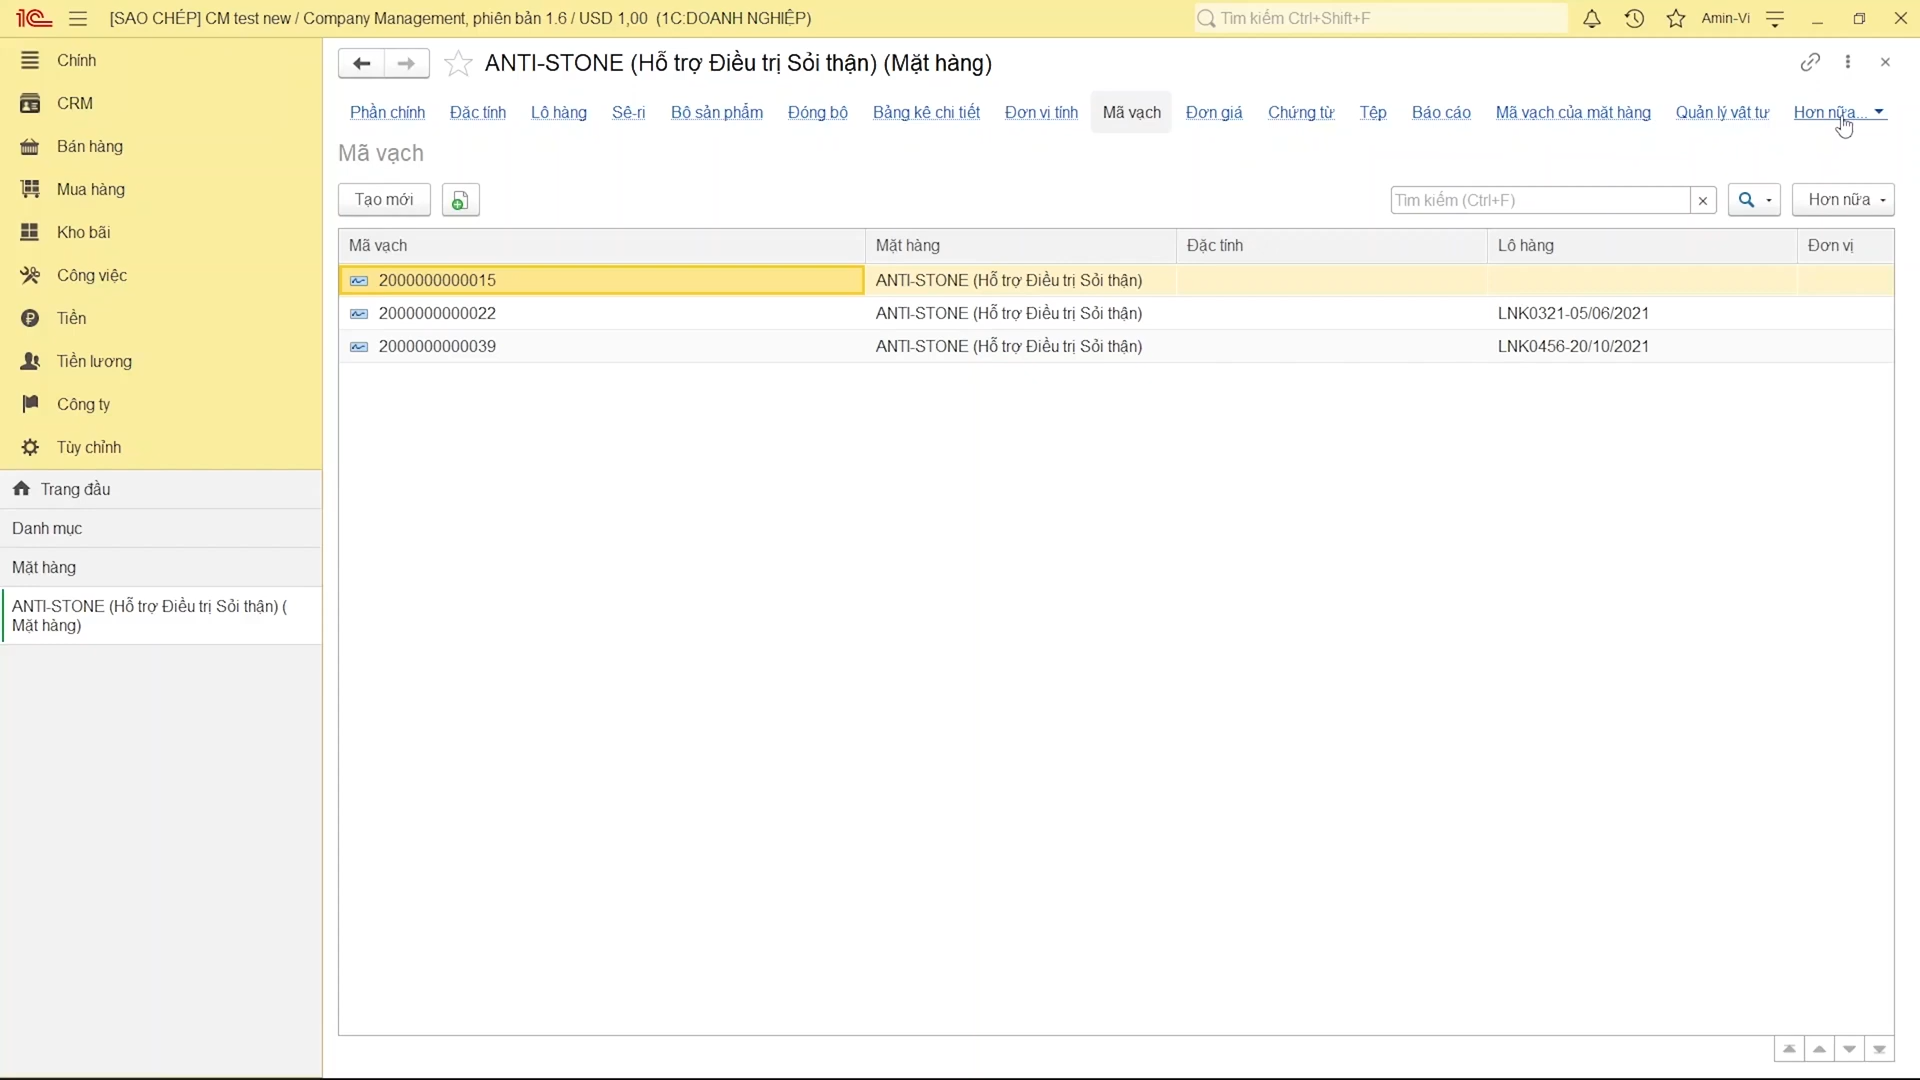 [SAO CHÉP] CM test new / Company Management, phiên bản 1.6 / USD 1,00 (1C:DOANH NGHIỆP)
Tìm kiếm Ctrl+Shift+F
Amin-Vi
Chính
CRM
Bán hàng
Mua hàng
Kho bãi
Công việc
Tiền
Tiền lương
Công ty
Tùy chỉnh
Trang đầu
Danh mục
Mặt hàng
ANTI-STONE (Hỗ trợ Điều trị Sỏi thận) (
Mặt hàng)
ANTI-STONE (Hỗ trợ Điều trị Sỏi thận) (Mặt hàng)
Phần chính Đặc tính Lô hàng Sê-ri Bộ sản phẩm Đóng bộ Bảng kê chi tiết Đơn vị tính Mã vạch Đơn giá Chứng từ Tệp Báo cáo Mã vạch của mặt hàng Quản lý vật tư Hơn nữa...
Mã vạch
Tạo mới Tìm kiếm (Ctrl+F) Hơn nữa
Mã vạch Mặt hàng Đặc tính Lô hàng Đơn vị
2000000000015 ANTI-STONE (Hỗ trợ Điều trị Sỏi thận)
2000000000022 ANTI-STONE (Hỗ trợ Điều trị Sỏi thận) LNK0321-05/06/2021
2000000000039 ANTI-STONE (Hỗ trợ Điều trị Sỏi thận) LNK0456-20/10/2021